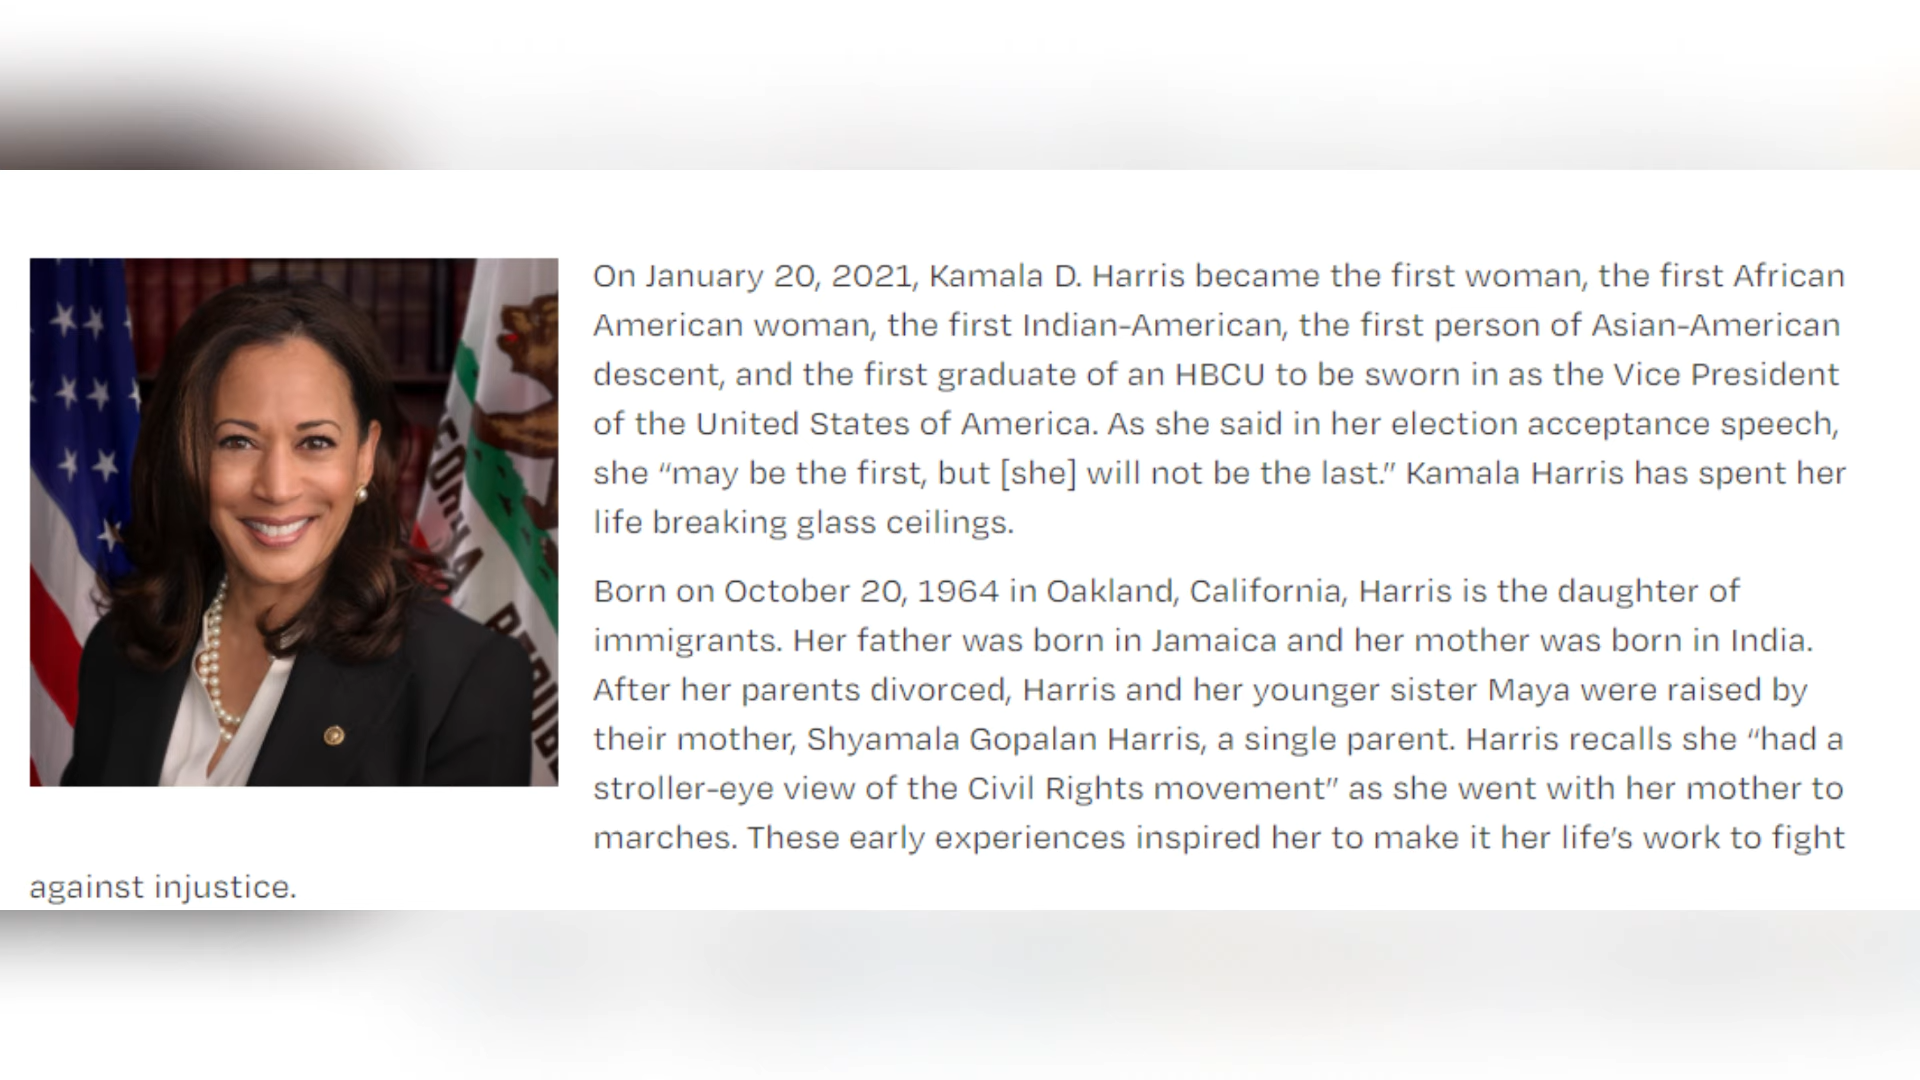 On January 20, 2021, Kamala D. Harris became the first woman, the first African
American woman, the first Indian-American, the first person of Asian-American
descent, and the first graduate of an HBCU to be sworn in as the Vice President
of the United States of America. As she said in her election acceptance speech,
she “may be the first, but [she] will not be the last.” Kamala Harris has spent her
life breaking glass ceilings.
Born on October 20, 1964 in Oakland, California, Harris is the daughter of
immigrants. Her father was born in Jamaica and her mother was born in India.
After her parents divorced, Harris and her younger sister Maya were raised by
their mother, Shyamala Gopalan Harris, a single parent. Harris recalls she “had a
stroller-eye view of the Civil Rights movement” as she went with her mother to
marches. These early experiences inspired her to make it her life’s work to fight
against injustice.